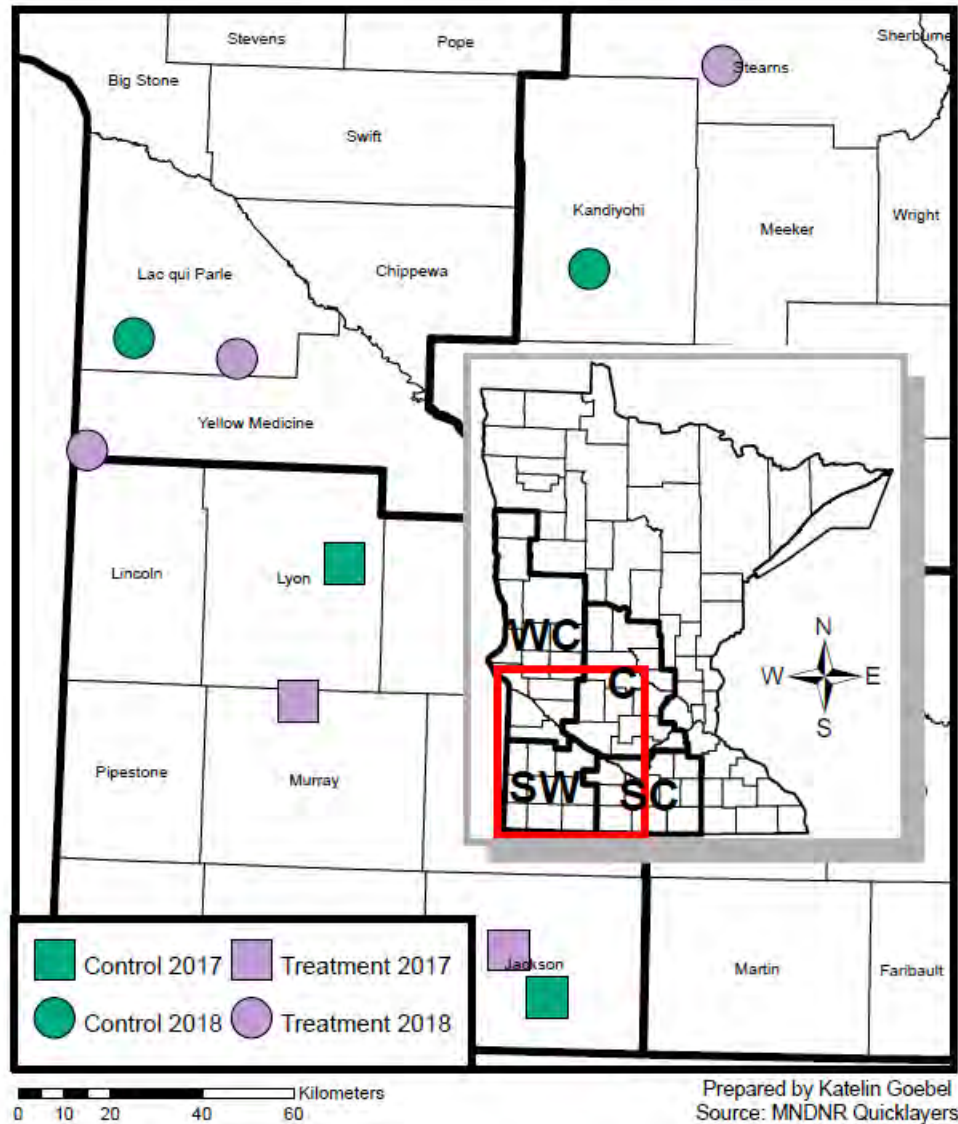 Stevens
Pope
Sherburne
Big Stone
Stearns
Swift
Kandiyohi
Wright
Meeker
Lac qui Parle
Chippewa
Yellow Medicine
Lincoln
Lyon
WC
N
C
W
E
S
Pipestone
Murray
SW
SC
Control 2017
Treatment 2017
Control 2018
Treatment 2018
Jackson
Martin
Faribault
Kilometers
0 10 20 40 60
Prepared by Katelin Goebel
Source: MNDNR Quicklayers